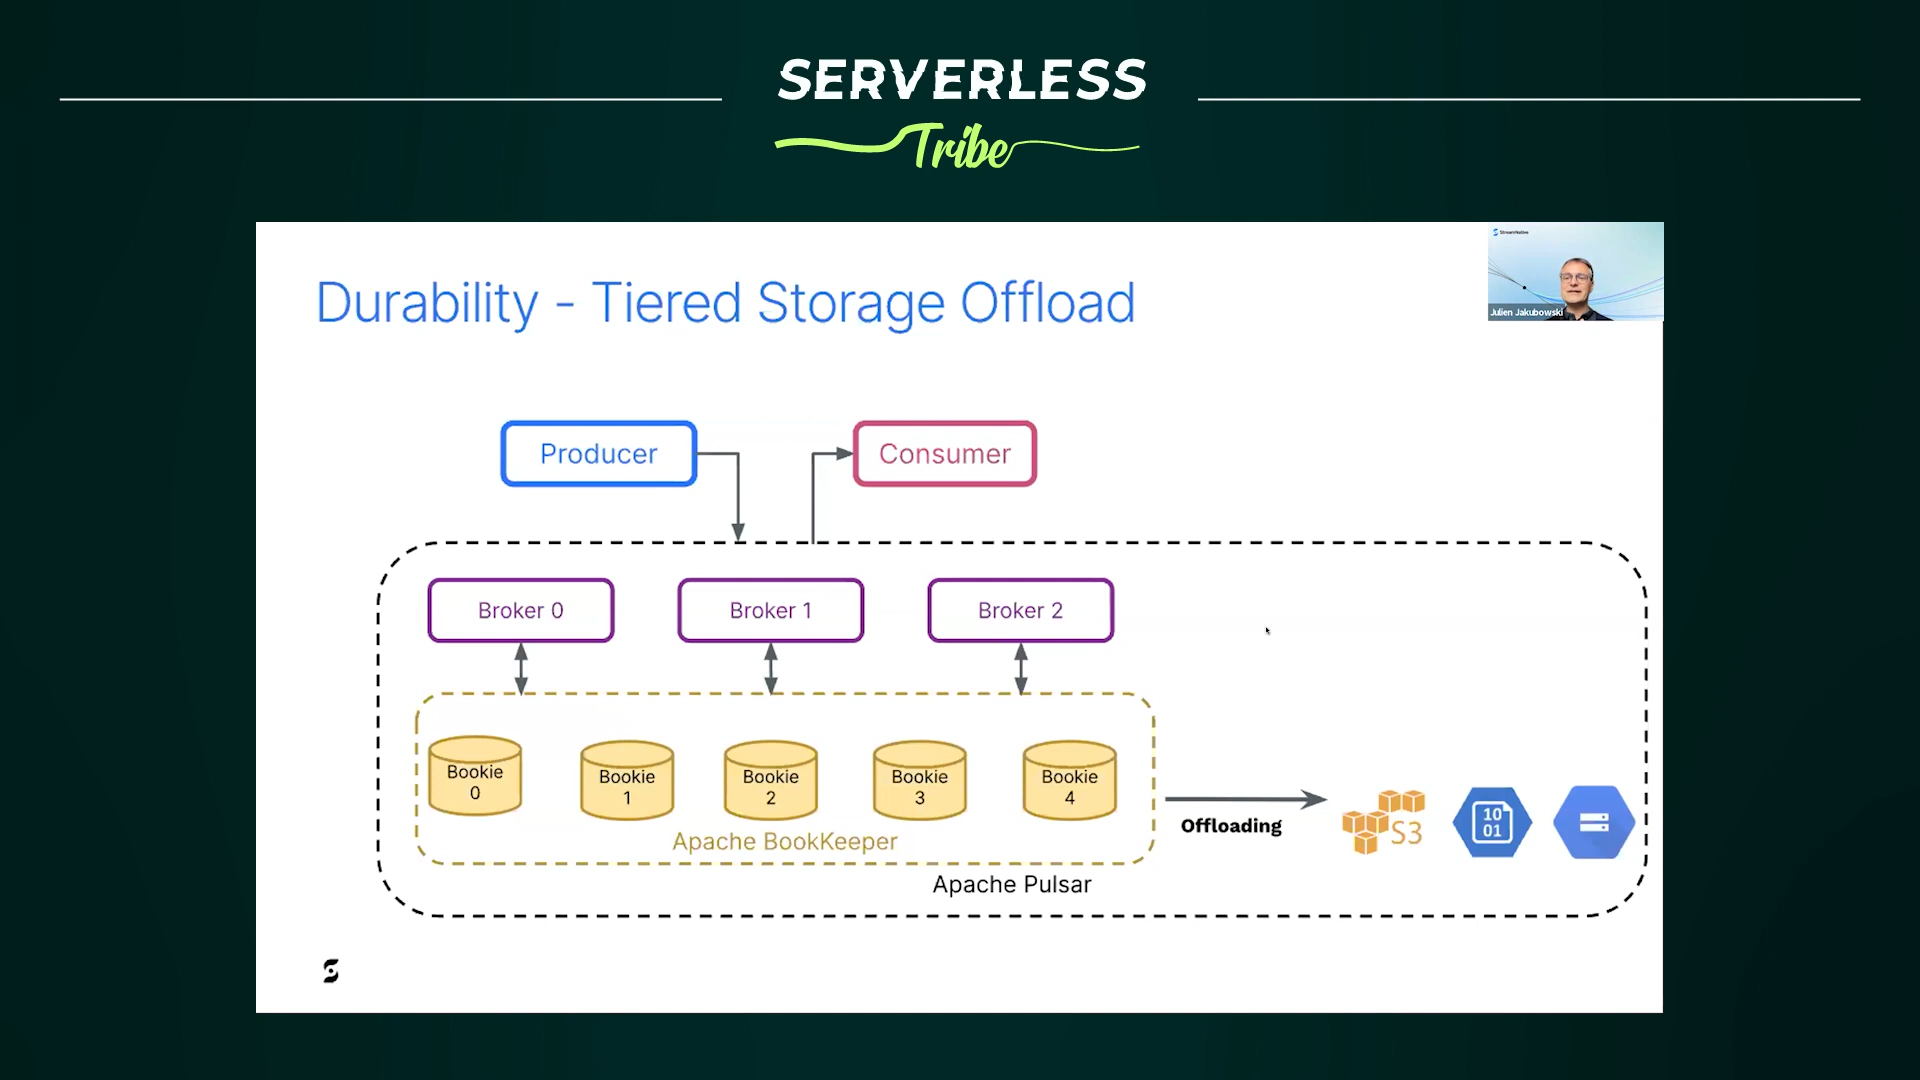 SERVERLESS
Tribe
StreamNative
Julien Jakubowski
Durability - Tiered Storage Offload
Producer
Consumer
Broker 0
Broker 1
Broker 2
Bookie
0
Bookie
1
Bookie
2
Bookie
3
Bookie
4
Apache BookKeeper
Offloading
S3
10
01
Apache Pulsar